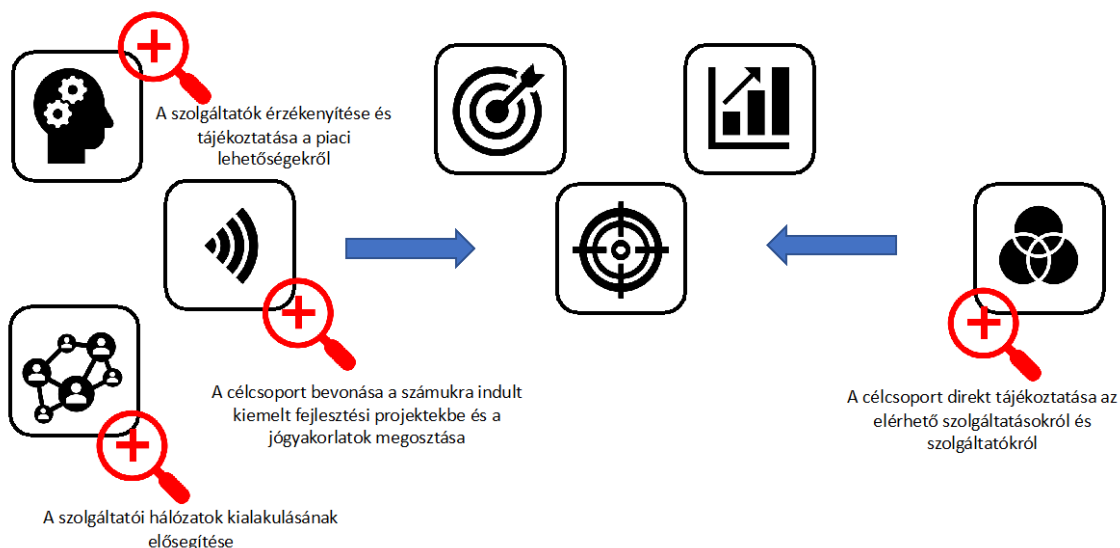 A szolgáltatók érzékenyítése és
tájékoztatása a piaci
lehetőségekről
A célcsoport bevonása a számukra indult
kiemelt fejlesztési projektekbe és a
jógyakorlatok megosztása
A célcsoport direkt tájékoztatása az
elérhető szolgáltatásokról és
szolgáltatókról
A szolgáltatói hálózatok kialakulásának
elősegítése